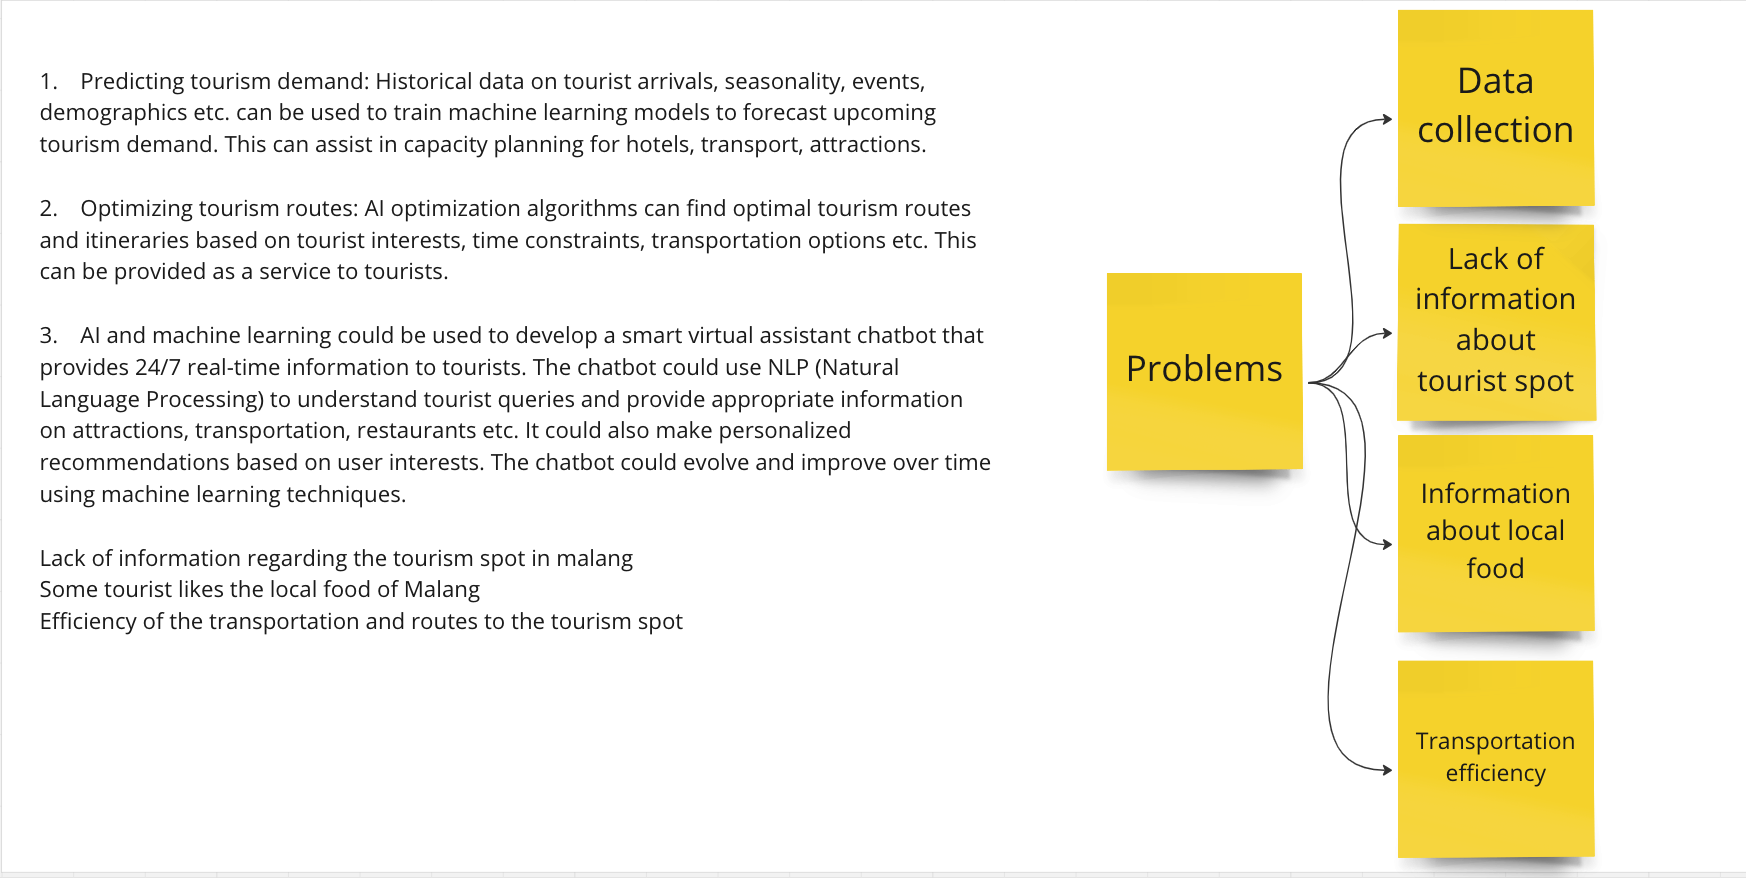 1. Predicting tourism demand: Historical data on tourist arrivals, seasonality, events,
demographics etc. can be used to train machine learning models to forecast upcoming
tourism demand. This can assist in capacity planning for hotels, transport, attractions.
2. Optimizing tourism routes: AI optimization algorithms can find optimal tourism routes
and itineraries based on tourist interests, time constraints, transportation options etc. This
can be provided as a service to tourists.
3. AI and machine learning could be used to develop a smart virtual assistant chatbot that
provides 24/7 real-time information to tourists. The chatbot could use NLP (Natural
Language Processing) to understand tourist queries and provide appropriate information
on attractions, transportation, restaurants etc. It could also make personalized
recommendations based on user interests. The chatbot could evolve and improve over time
using machine learning techniques.
Lack of information regarding the tourism spot in malang
Some tourist likes the local food of Malang
Efficiency of the transportation and routes to the tourism spot
Problems
Data
collection
Lack of
information
about
tourist spot
Information
about local
food
Transportation
efficiency